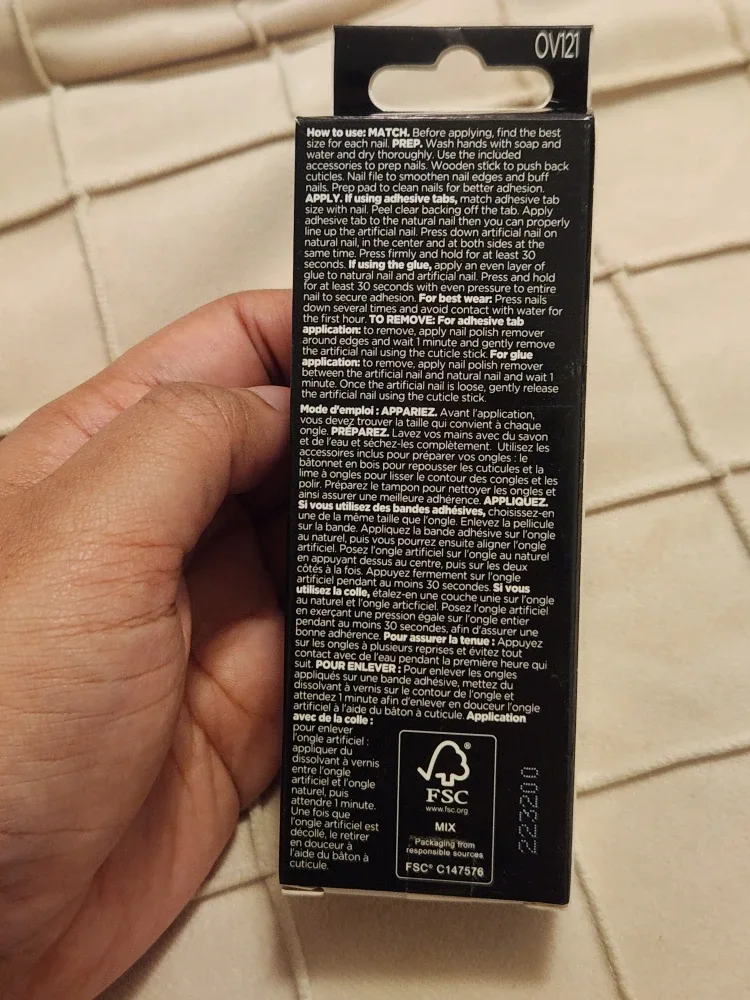 OV121
How to use: MATCH. Before applying, find the best
size for each nail. PREP. Wash hands with soap and
water and dry thoroughly. Use the included
accessories to prep nails. Wooden stick to push back
cuticles. Nail file to smoothen nail edges and buff
nails. Prep pad to clean nails for better adhesion.
APPLY. If using adhesive tabs, match adhesive tab
size with nail. Peel clear backing off the tab. Apply
adhesive tab to the natural nail then you can properly
line up the artificial nail. Press down artificial nail on
natural nail, in the center and at both sides at the
same time. Press firmly and hold for at least 30
seconds. If using the glue, apply an even layer of
glue to natural nail and artificial nail. Press and hold
for at least 30 seconds with even pressure to entire
nail to secure adhesion. For best wear: Press nails
down several times and avoid contact with water for
the first hour. TO REMOVE: For adhesive tab
application: to remove, apply nail polish remover
around edges and wait 1 minute and gently remove
the artificial nail using the cuticle stick. For glue
application: to remove, apply nail polish remover
between the artificial nail and natural nail and wait 1
minute. Once the artificial nail is loose, gently release
the artificial nail using the cuticle stick.
Mode d'emploi : APPARIEZ. Avant l'application,
vous devez trouver la taille qui convient à chaque
ongle. PRÉPAREZ. Lavez vos mains avec du savon
et de l'eau et séchez-les complètement. Utilisez les
accessoires inclus pour préparer vos ongles : le
bâtonnet en bois pour repousser les cuticules et la
lime à ongles pour lisser le contour des congles et les
polir. Préparez le tampon pour nettoyer les ongles et
ainsi assurer une meilleure adhérence. APPLIQUEZ.
Si vous utilisez des bandes adhésives, choisissez-en
une de la même taille que l'ongle. Enlevez la pellicule
sur la bande. Appliquez la bande adhésive sur l'ongle
au naturel, puis vous pourrez ensuite aligner l'ongle
artificiel. Posez l'ongle artificiel sur l'ongle au naturel
en appuyant dessus au centre, puis sur les deux
côtés à la fois. Appuyez fermement sur l'ongle
artificiel pendant au moins 30 secondes. Si vous
utilisez la colle, étalez-en une couche unie sur l'ongle
au naturel et l'ongle articficiel. Posez l'ongle artificiel
en exerçant une pression égale sur l'ongle entier
pendant au moins 30 secondes, afin d'assurer une
bonne adhérence. Pour assurer la tenue : Appuyez
sur les ongles à plusieurs reprises et évitez tout
contact avec de l'eau pendant la première heure qui
suit. POUR ENLEVER : Pour enlever les ongles
appliqués sur une bande adhésive, mettez du
dissolvant à vernis sur le contour de l'ongle et
attendez 1 minute afin d'enlever en douceur l'ongle
artificiel à l'aide du bâton à cuticule. Application
avec de la colle :
pour enlever
l'ongle artificiel :
appliquer du
dissolvant à vernis
entre l'ongle
artificiel et l'ongle
naturel, puis
attendre 1 minute.
Une fois que
l'ongle artificiel est
décollé, le retirer
en douceur à
l'aide du bâton à
cuticule.
®
FSC
www.fsc.org
MIX
Packaging from
responsible sources
FSC® C147576
223200